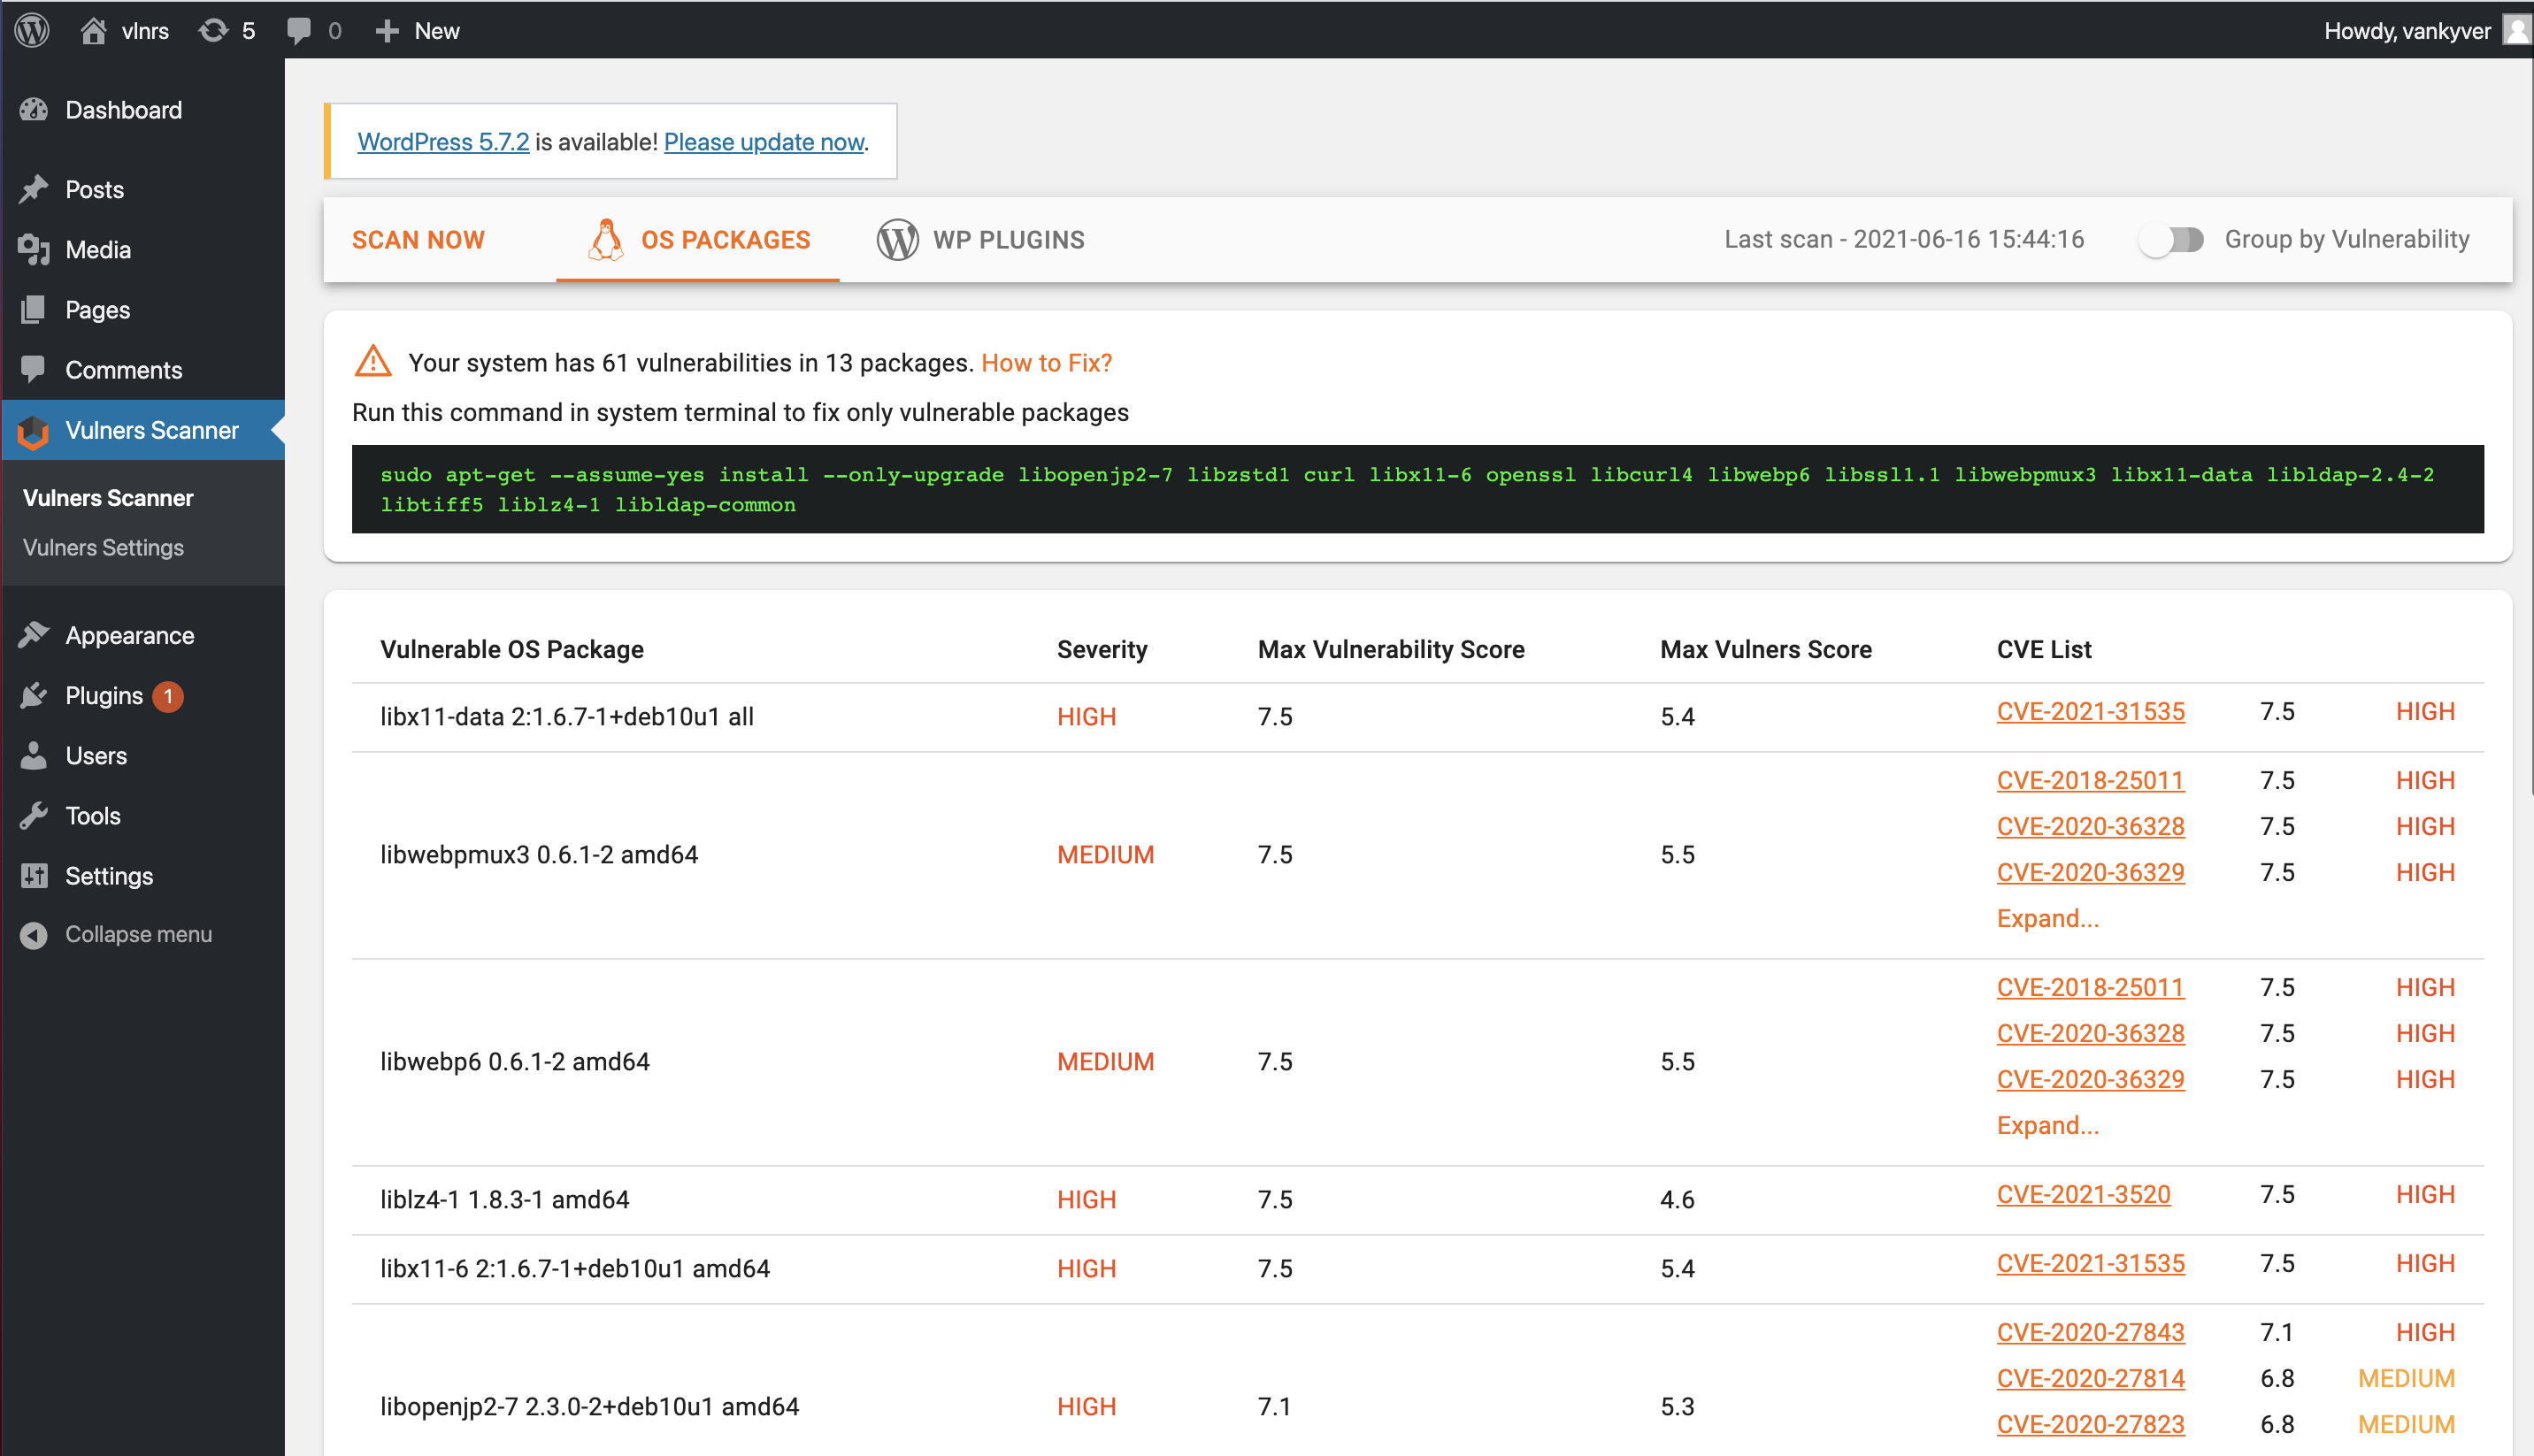 vlnrs 5 0 New Howdy, vankyver
Dashboard
Posts
Media
Pages
Comments
Vulners Scanner
Vulners Scanner
Vulners Settings
Appearance
Plugins 1
Users
Tools
Settings
Collapse menu
WordPress 5.7.2 is available! Please update now.
SCAN NOW OS PACKAGES WP PLUGINS Last scan - 2021-06-16 15:44:16 Group by Vulnerability
Your system has 61 vulnerabilities in 13 packages. How to Fix?
Run this command in system terminal to fix only vulnerable packages
sudo apt-get --assume-yes install --only-upgrade libopenjp2-7 libzstd1 curl libx11-6 openssl libcurl4 libwebp6 libssl1.1 libwebpmux3 libx11-data libldap-2.4-2
libtiff5 liblz4-1 libldap-common
Vulnerable OS Package Severity Max Vulnerability Score Max Vulners Score CVE List
libx11-data 2:1.6.7-1+deb10u1 all HIGH 7.5 5.4 CVE-2021-31535 7.5 HIGH
CVE-2018-25011 7.5 HIGH
CVE-2020-36328 7.5 HIGH
libwebpmux3 0.6.1-2 amd64 MEDIUM 7.5 5.5
CVE-2020-36329 7.5 HIGH
Expand...
CVE-2018-25011 7.5 HIGH
CVE-2020-36328 7.5 HIGH
libwebp6 0.6.1-2 amd64 MEDIUM 7.5 5.5
CVE-2020-36329 7.5 HIGH
Expand...
liblz4-1 1.8.3-1 amd64 HIGH 7.5 4.6 CVE-2021-3520 7.5 HIGH
libx11-6 2:1.6.7-1+deb10u1 amd64 HIGH 7.5 5.4 CVE-2021-31535 7.5 HIGH
CVE-2020-27843 7.1 HIGH
CVE-2020-27814 6.8 MEDIUM
libopenjp2-7 2.3.0-2+deb10u1 amd64 HIGH 7.1 5.3
CVE-2020-27823 6.8 MEDIUM